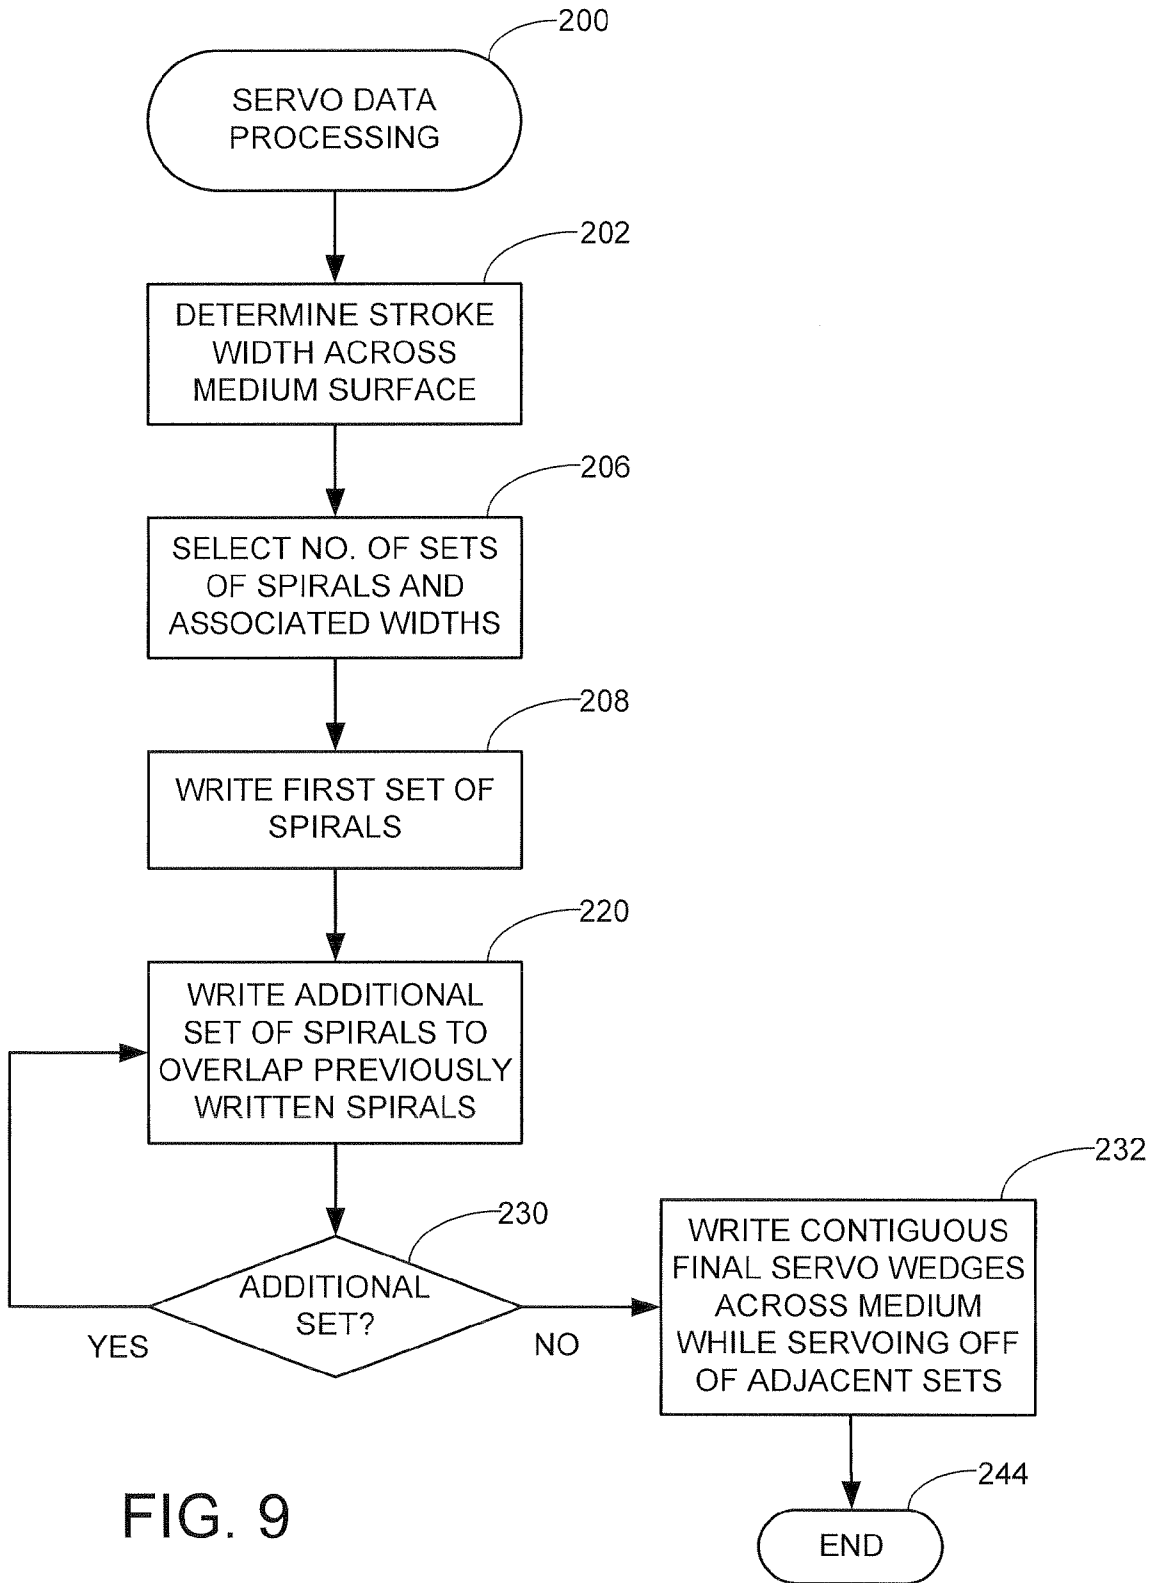 200
SERVO DATA
PROCESSING
202
DETERMINE STROKE
WIDTH ACROSS
MEDIUM SURFACE
206
SELECT NO. OF SETS
OF SPIRALS AND
ASSOCIATED WIDTHS
208
WRITE FIRST SET OF
SPIRALS
220
WRITE ADDITIONAL
SET OF SPIRALS TO
OVERLAP PREVIOUSLY
WRITTEN SPIRALS
230
ADDITIONAL
SET?
YES
NO
232
WRITE CONTIGUOUS
FINAL SERVO WEDGES
ACROSS MEDIUM
WHILE SERVOING OFF
OF ADJACENT SETS
244
END
FIG. 9